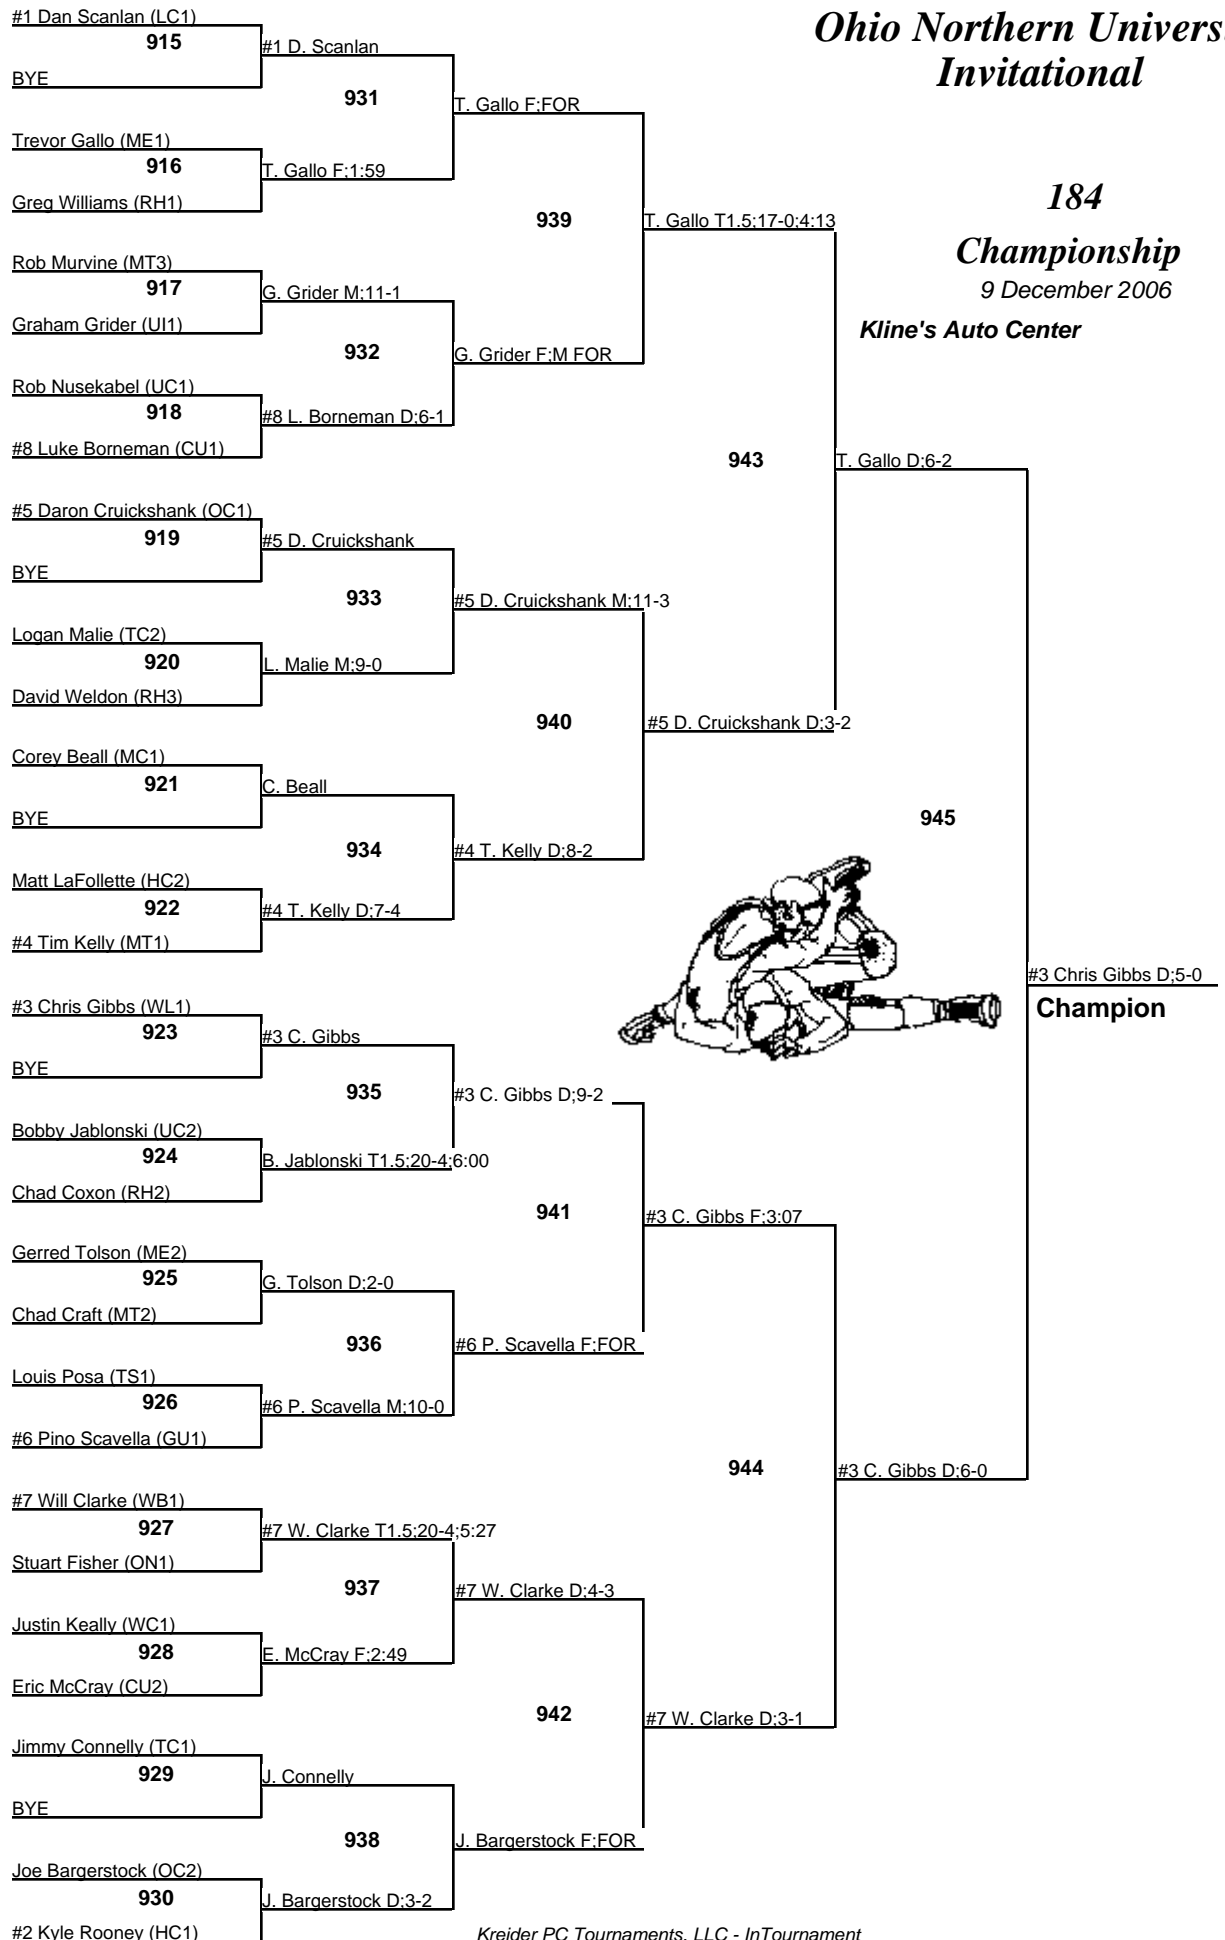 #1 Dan Scanlan (LC1)
915
BYE
#1 D. Scanlan
931
Trevor Gallo (ME1)
916
Greg Williams (RH1)
T. Gallo F;1:59
T. Gallo F;FOR
939
Rob Murvine (MT3)
917
Graham Grider (UI1)
G. Grider M;11-1
932
Rob Nusekabel (UC1)
918
#8 Luke Borneman (CU1)
#8 L. Borneman D;6-1
G. Grider F;M FOR
T. Gallo T1.5;17-0;4:13
943
#5 Daron Cruickshank (OC1)
919
BYE
#5 D. Cruickshank
933
Logan Malie (TC2)
920
David Weldon (RH3)
L. Malie M;9-0
#5 D. Cruickshank M;11-3
940
Corey Beall (MC1)
921
BYE
C. Beall
934
Matt LaFollette (HC2)
922
#4 Tim Kelly (MT1)
#4 T. Kelly D;7-4
#4 T. Kelly D;8-2
#5 D. Cruickshank D;3-2
T. Gallo D;6-2
945
#3 Chris Gibbs (WL1)
923
BYE
#3 C. Gibbs
935
Bobby Jablonski (UC2)
924
Chad Coxon (RH2)
B. Jablonski T1.5;20-4;6:00
#3 C. Gibbs D;9-2
941
Gerred Tolson (ME2)
925
Chad Craft (MT2)
G. Tolson D;2-0
936
Louis Posa (TS1)
926
#6 Pino Scavella (GU1)
#6 P. Scavella M;10-0
#6 P. Scavella F;FOR
#3 C. Gibbs F;3:07
944
#7 Will Clarke (WB1)
927
Stuart Fisher (ON1)
#7 W. Clarke T1.5;20-4;5:27
937
Justin Keally (WC1)
928
Eric McCray (CU2)
E. McCray F;2:49
#7 W. Clarke D;4-3
942
Jimmy Connelly (TC1)
929
BYE
J. Connelly
938
Joe Bargerstock (OC2)
930
#2 Kyle Rooney (HC1)
J. Bargerstock D;3-2
J. Bargerstock F;FOR
#7 W. Clarke D;3-1
#3 C. Gibbs D;6-0
#3 Chris Gibbs D;5-0
Champion
Ohio Northern Univers
Invitational
184
Championship
9 December 2006
Kline's Auto Center
Kreider PC Tournaments, LLC - InTournament